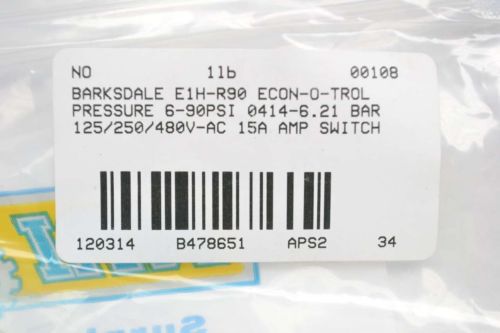 NO 1lb 00108
BARKSDALE E1H-R90 ECON-O-TROL
PRESSURE 6-90PSI 0414-6.21 BAR
125/250/480V-AC 15A AMP SWITCH
120314 B478651 APS2 34